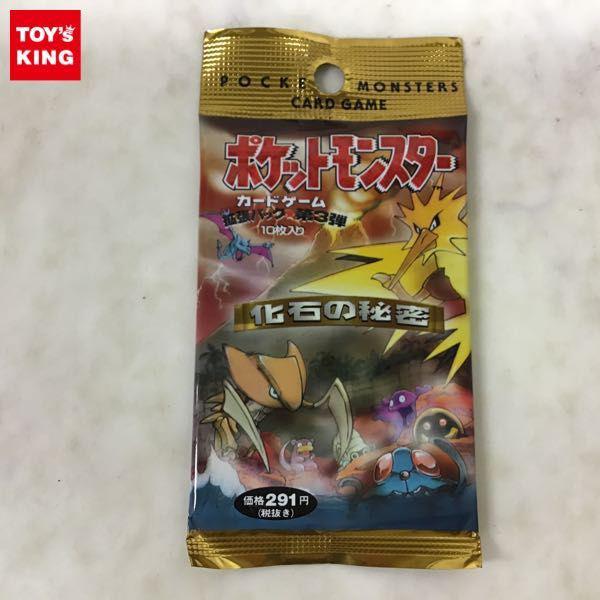 TOY'S
KING
POCKE MONSTERS
CARD GAME
ポケットモンスター
カードゲーム
拡張パック 第3弾
10枚入り
化石の秘密
価格291円
(税抜き)